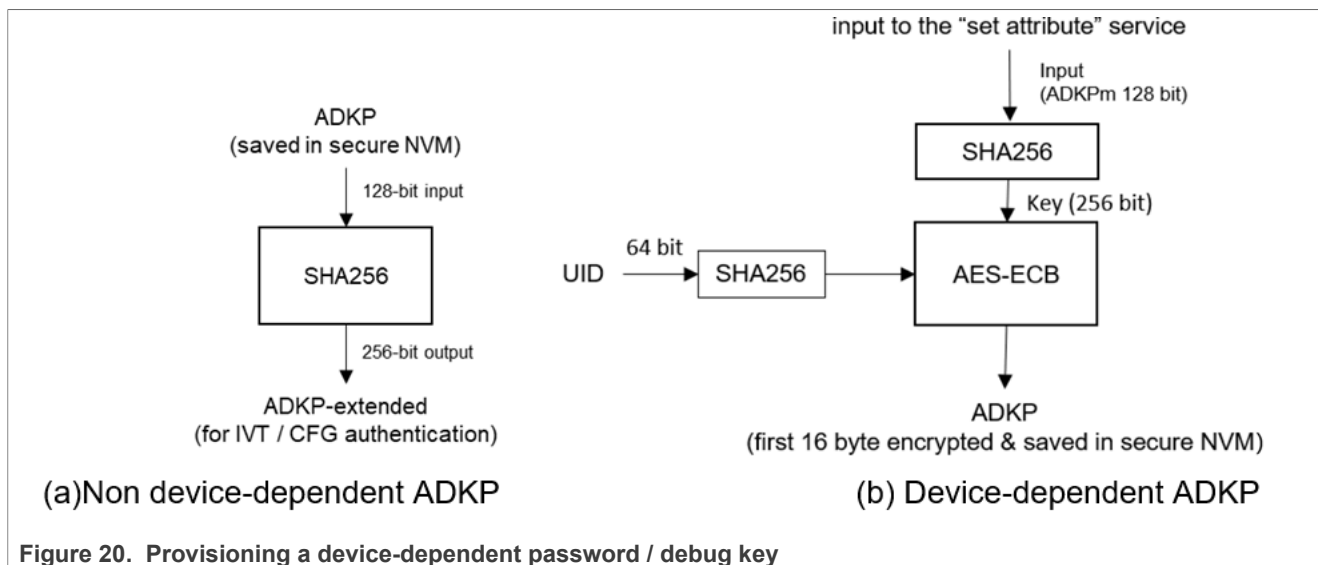 ADKP
(saved in secure NVM)
128-bit input
SHA256
256-bit output
ADKP-extended
(for IVT / CFG authentication)
(a)Non device-dependent ADKP
input to the “set attribute” service
Input
(ADKPm 128 bit)
SHA256
Key (256 bit)
UID
64 bit
SHA256
AES-ECB
ADKP
(first 16 byte encrypted & saved in secure NVM)
(b) Device-dependent ADKP
Figure 20. Provisioning a device-dependent password / debug key